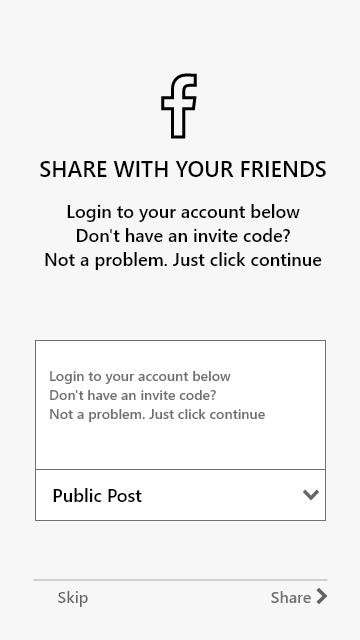 SHARE WITH YOUR FRIENDS
Login to your account below
Don't have an invite code?
Not a problem. Just click continue
Login to your account below
Don't have an invite code?
Not a problem. Just click continue
Public Post
Skip
Share